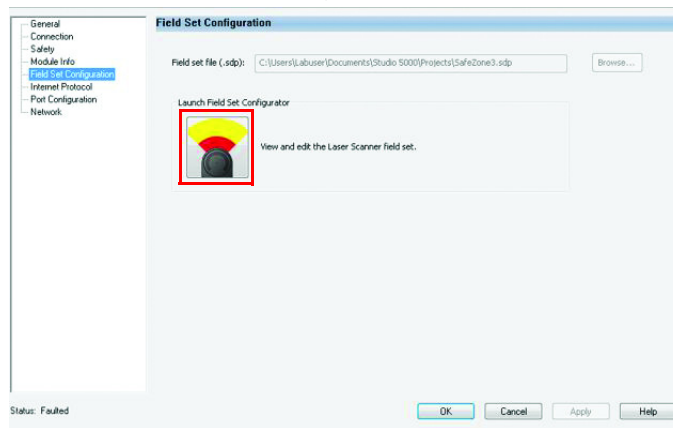 General
Connection
Safety
Module Info
Field Set Configuration
Internet Protocol
Port Configuration
Network
Field Set Configuration
Field set file (.sdp): C:\Users\Labuser\Documents\Studio 5000\Projects\SafeZone3.sdp Browse...
Launch Field Set Configurator
View and edit the Laser Scanner field set.
Status: Faulted
OK Cancel Apply Help